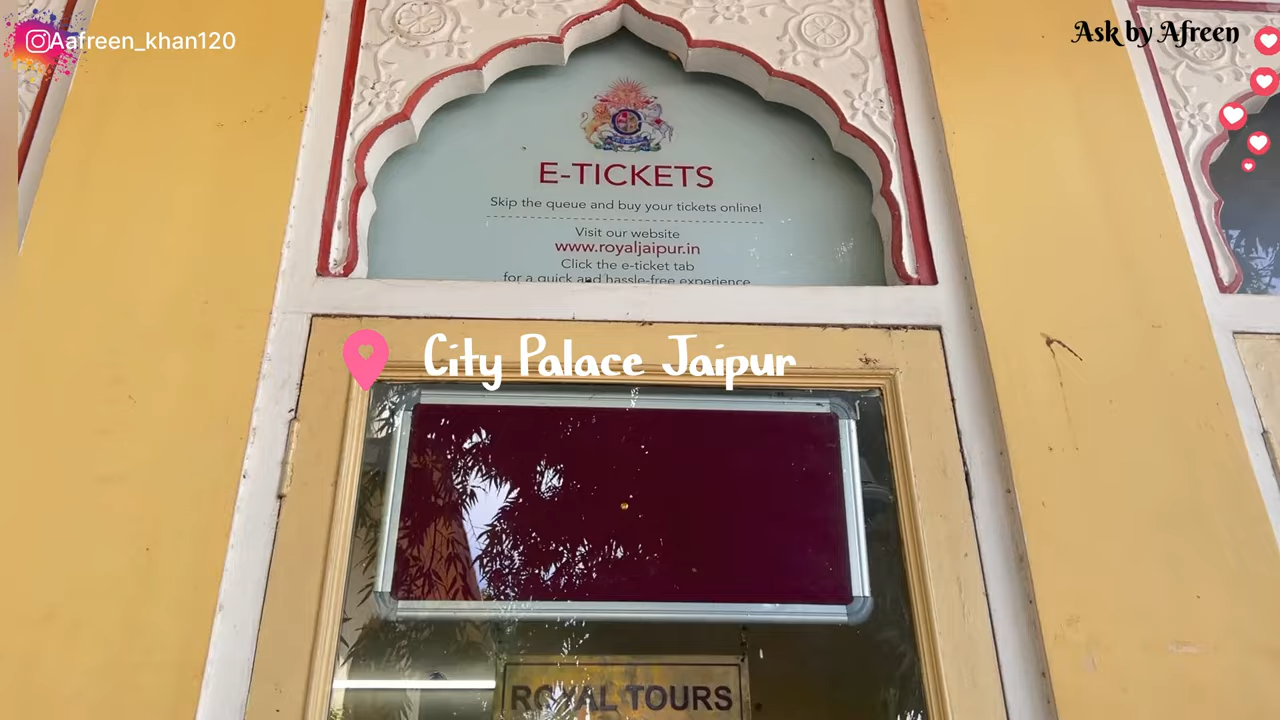 Aafreen_khan120
Ask by Afreen
E-TICKETS
Skip the queue and buy your tickets online!
Visit our website
www.royaljaipur.in
Click the e-ticket tab
for a quick and hassle-free experience
City Palace Jaipur
ROYAL TOURS